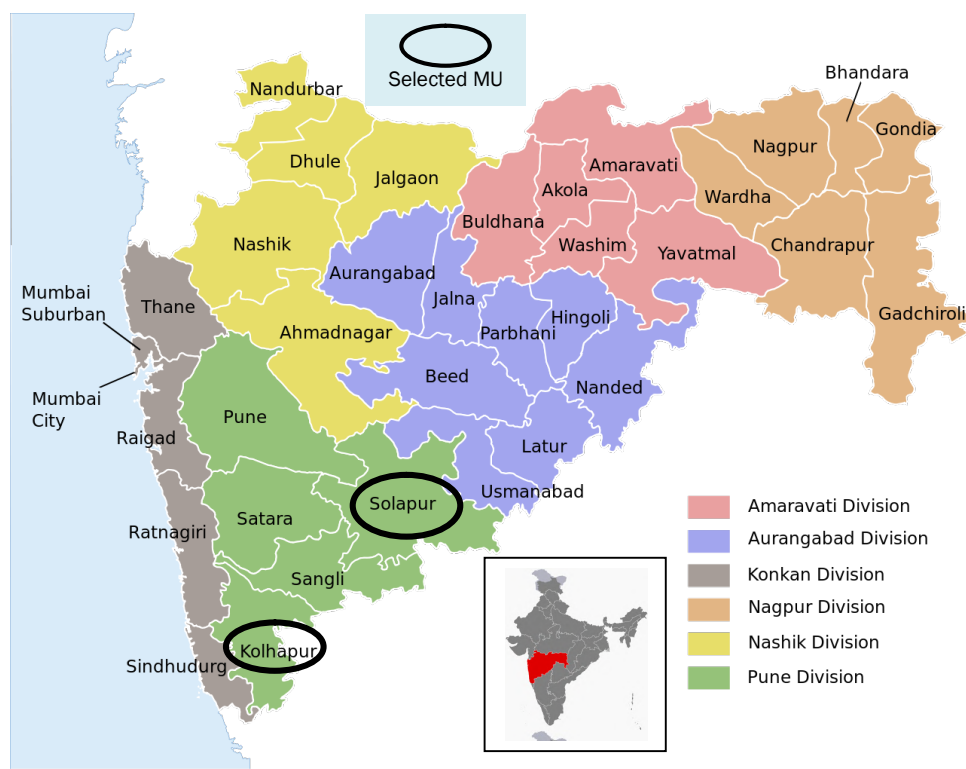 Selected MU
Bhandara
Nandurbar
Gondia
Nagpur
Dhule
Amaravati
Jalgaon
Akola
Wardha
Buldhana
Nashik
Washim
Chandrapur
Yavatmal
Aurangabad
Mumbai
Suburban
Jalna
Thane
Hingoli
Gadchiroli
Ahmadnagar
Parbhani
Beed
Nanded
Mumbai
City
Pune
Raigad
Latur
Usmanabad
Solapur
Satara
Ratnagiri
Sangli
Kolhapur
Sindhudurg
Amaravati Division
Aurangabad Division
Konkan Division
Nagpur Division
Nashik Division
Pune Division